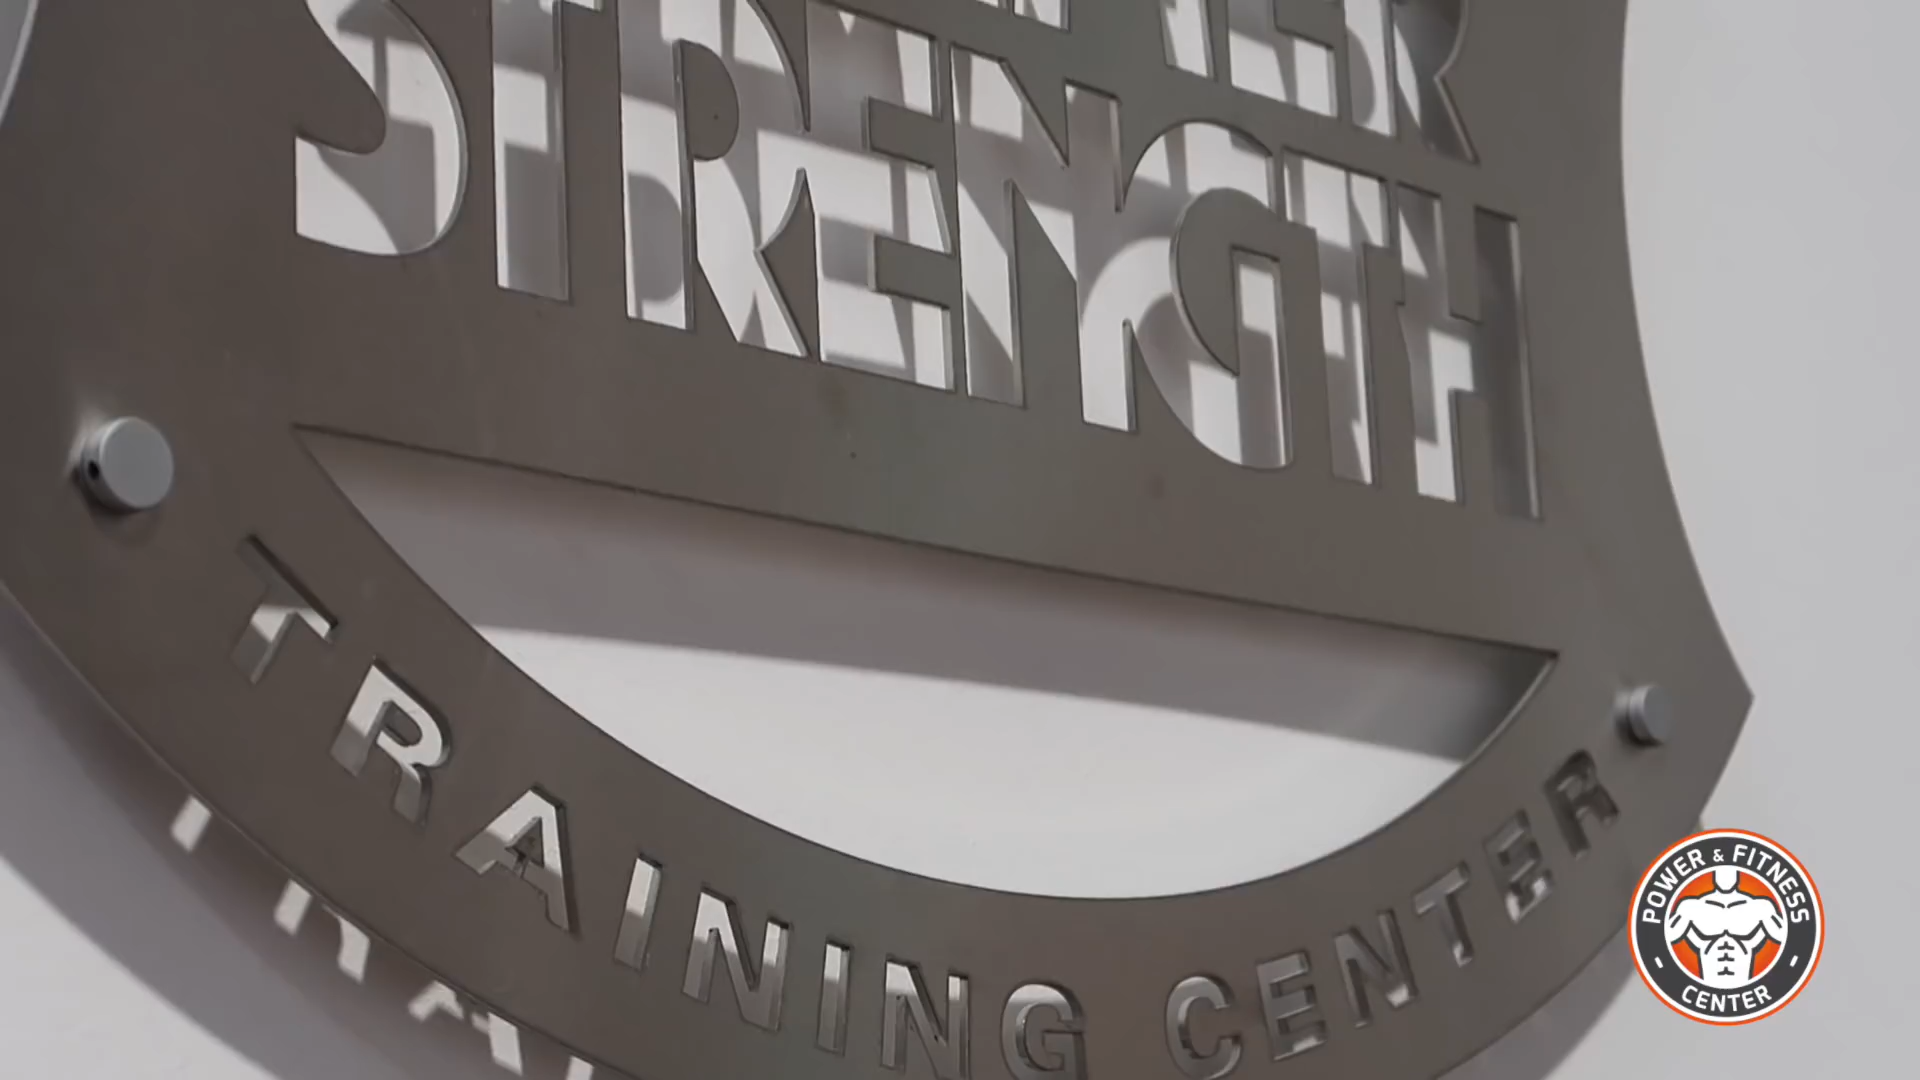 STRENGTH
TRAINING CENTER
POWER & FITNESS
CENTER